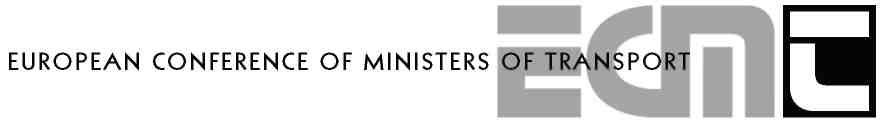 EUROPEAN CONFERENCE OF MINISTERS OF TRANSPORT
ECMT